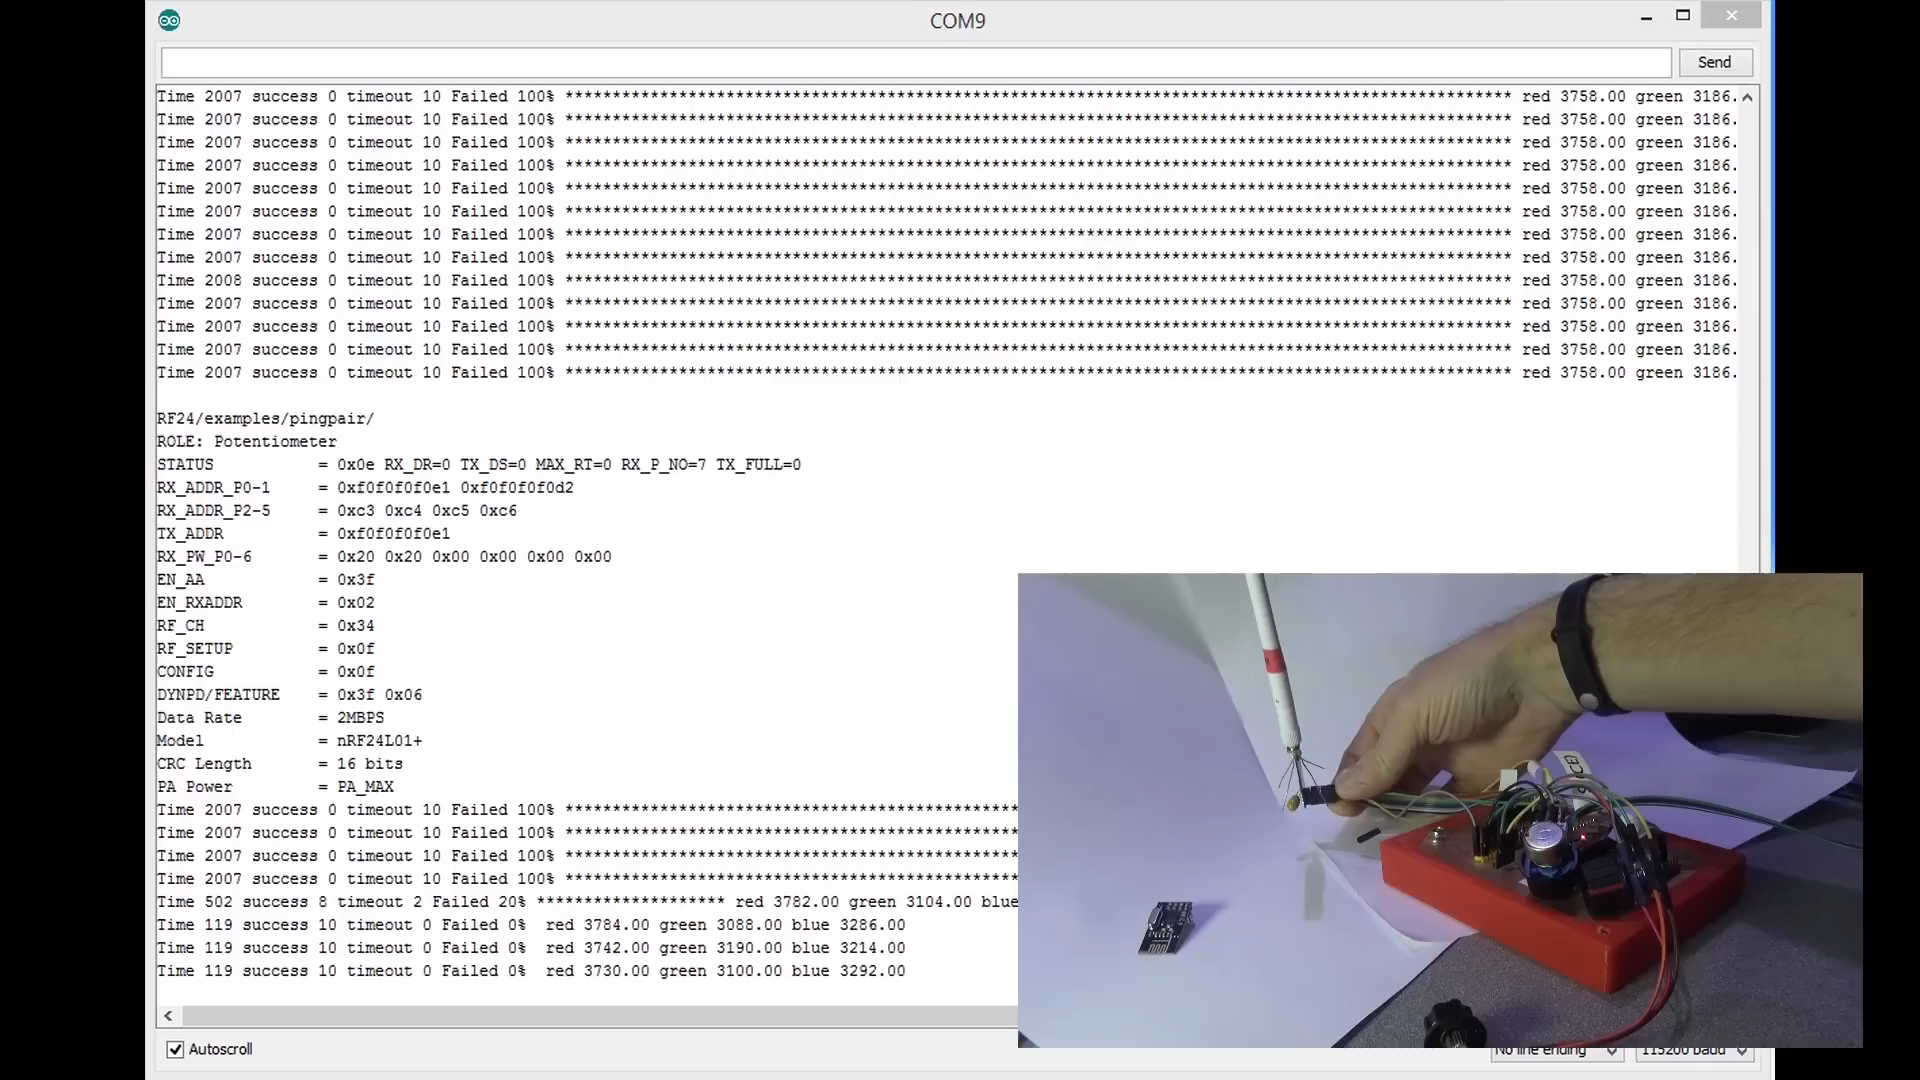 COM9
Send
Time 2007 success 0 timeout 10 Failed 100% **************************************************************************************************** red 3758.00 green 3186.
Time 2007 success 0 timeout 10 Failed 100% **************************************************************************************************** red 3758.00 green 3186.
Time 2007 success 0 timeout 10 Failed 100% **************************************************************************************************** red 3758.00 green 3186.
Time 2007 success 0 timeout 10 Failed 100% **************************************************************************************************** red 3758.00 green 3186.
Time 2007 success 0 timeout 10 Failed 100% **************************************************************************************************** red 3758.00 green 3186.
Time 2007 success 0 timeout 10 Failed 100% **************************************************************************************************** red 3758.00 green 3186.
Time 2007 success 0 timeout 10 Failed 100% **************************************************************************************************** red 3758.00 green 3186.
Time 2007 success 0 timeout 10 Failed 100% **************************************************************************************************** red 3758.00 green 3186.
Time 2008 success 0 timeout 10 Failed 100% **************************************************************************************************** red 3758.00 green 3186.
Time 2007 success 0 timeout 10 Failed 100% **************************************************************************************************** red 3758.00 green 3186.
Time 2007 success 0 timeout 10 Failed 100% **************************************************************************************************** red 3758.00 green 3186.
Time 2007 success 0 timeout 10 Failed 100% **************************************************************************************************** red 3758.00 green 3186.
Time 2007 success 0 timeout 10 Failed 100% **************************************************************************************************** red 3758.00 green 3186.
RF24/examples/pingpair/
ROLE: Potentiometer
STATUS = 0x0e RX_DR=0 TX_DS=0 MAX_RT=0 RX_P_NO=7 TX_FULL=0
RX_ADDR_P0-1 = 0xf0f0f0f0e1 0xf0f0f0f0d2
RX_ADDR_P2-5 = 0xc3 0xc4 0xc5 0xc6
TX_ADDR = 0xf0f0f0f0e1
RX_PW_P0-6 = 0x20 0x20 0x00 0x00 0x00 0x00
EN_AA = 0x3f
EN_RXADDR = 0x02
RF_CH = 0x34
RF_SETUP = 0x0f
CONFIG = 0x0f
DYNPD/FEATURE = 0x3f 0x06
Data Rate = 2MBPS
Model = nRF24L01+
CRC Length = 16 bits
PA Power = PA_MAX
Time 2007 success 0 timeout 10 Failed 100% ************************************************
Time 2007 success 0 timeout 10 Failed 100% ************************************************
Time 2007 success 0 timeout 10 Failed 100% ************************************************
Time 2007 success 0 timeout 10 Failed 100% ************************************************
Time 502 success 8 timeout 2 Failed 20% ******************** red 3782.00 green 3104.00 blue
Time 119 success 10 timeout 0 Failed 0% red 3784.00 green 3088.00 blue 3286.00
Time 119 success 10 timeout 0 Failed 0% red 3742.00 green 3190.00 blue 3214.00
Time 119 success 10 timeout 0 Failed 0% red 3730.00 green 3100.00 blue 3292.00
Autoscroll
No line ending
115200 baud